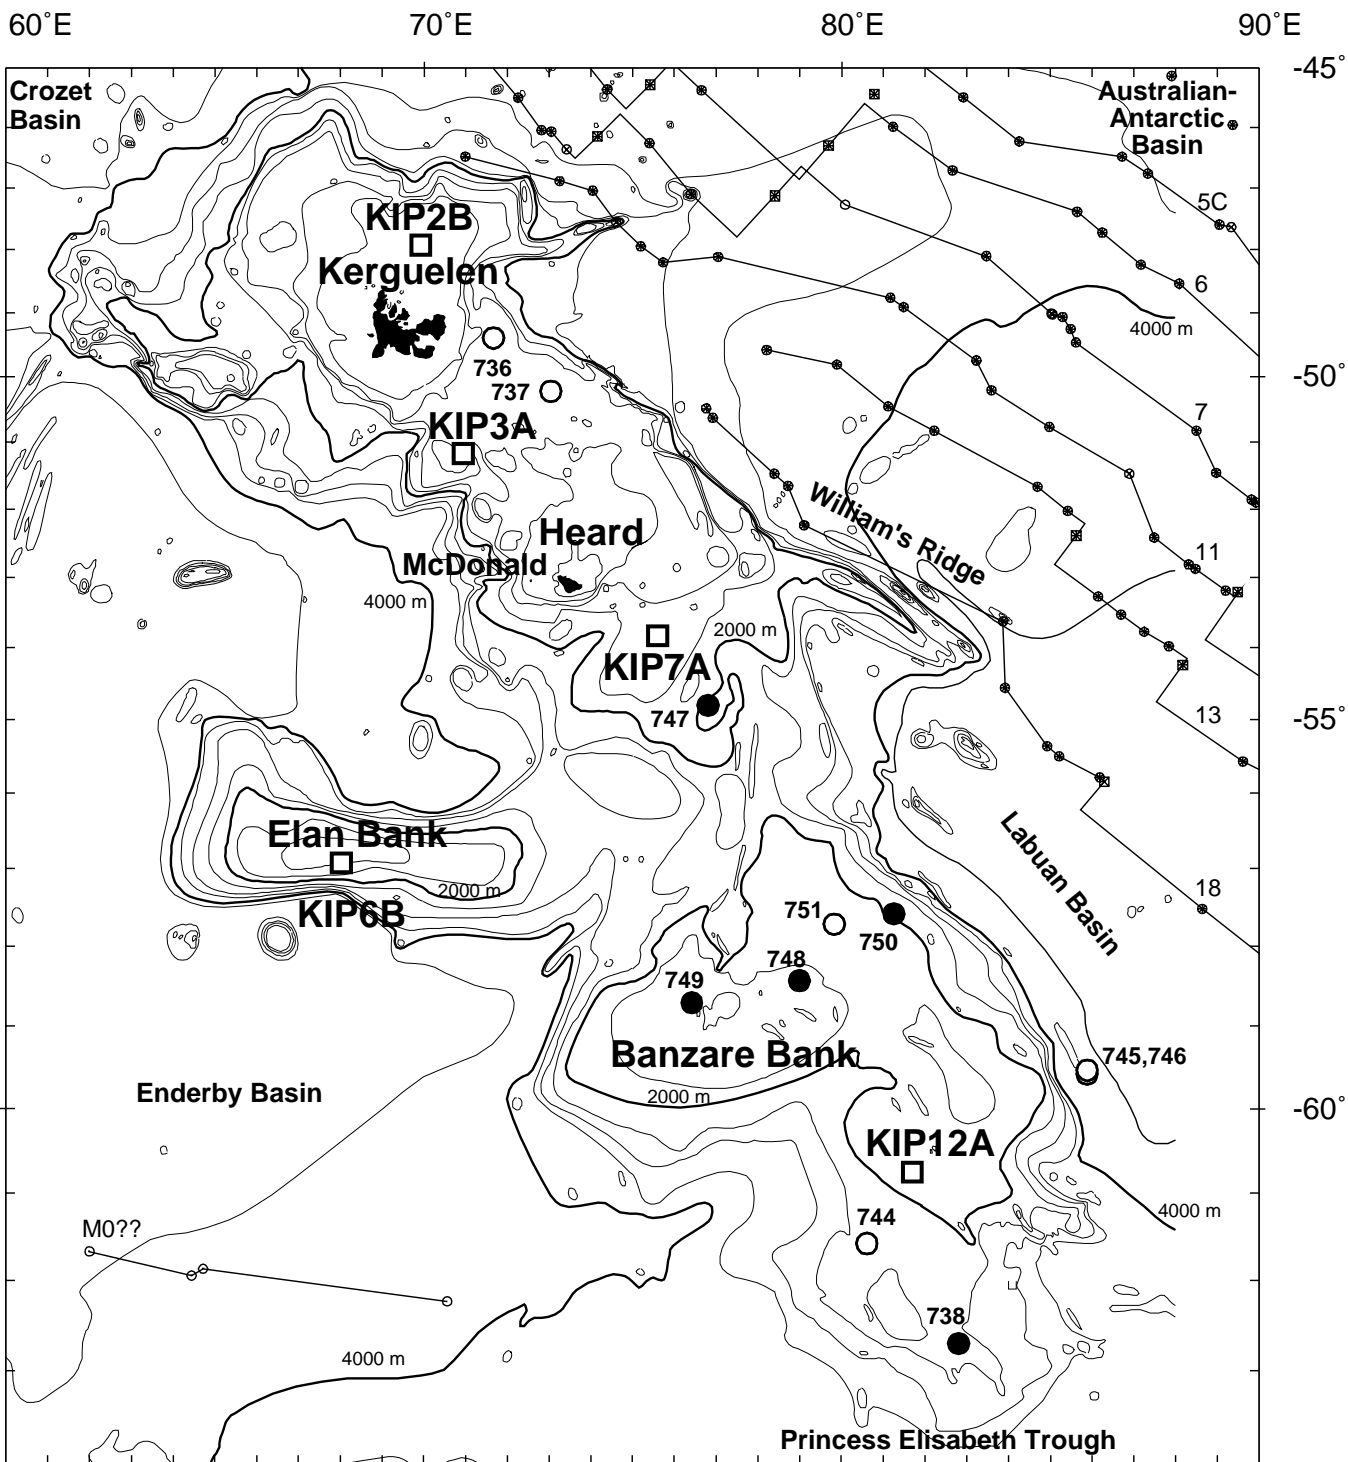 60˚E
70˚E
80˚E
90˚E
-45˚
Crozet
Basin
Australian-
Antarctic
Basin
5C
KIP2B
Kerguelen
6
4000 m
736
737
-50˚
7
KIP3A
William's Ridge
Heard
McDonald
11
4000 m
2000 m
KIP7A
747
13
-55˚
Labuan Basin
Elan Bank
2000 m
KIP6B
18
751
750
748
749
Banzare Bank
745,746
Enderby Basin
2000 m
-60˚
KIP12A
4000 m
744
M0??
738
4000 m
Princess Elisabeth Trough